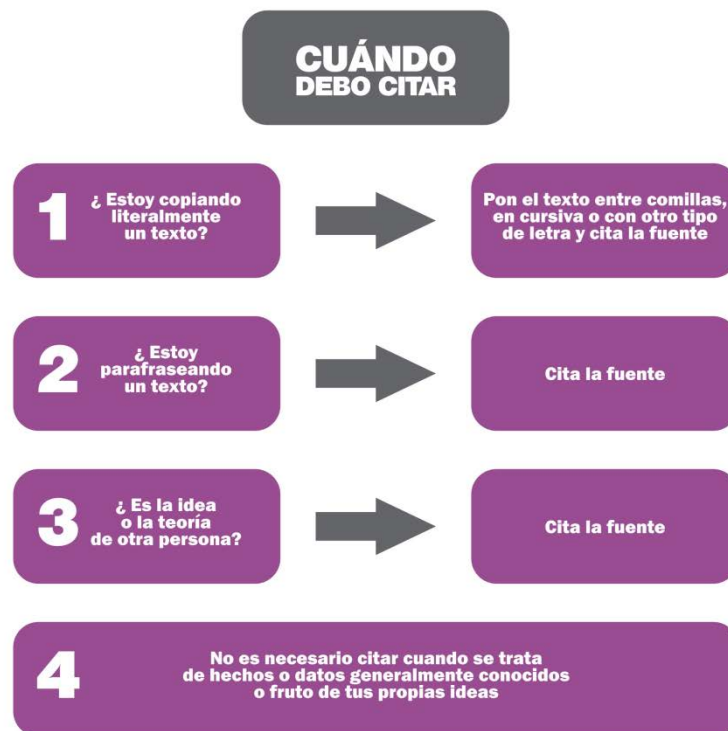 CUÁNDO
DEBO CITAR
1
¿ Estoy copiando
literalmente
un texto?
Pon el texto entre comillas,
en cursiva o con otro tipo
de letra y cita la fuente
2
¿ Estoy
parafraseando
un texto?
Cita la fuente
3
¿ Es la idea
o la teoría
de otra persona?
Cita la fuente
4
No es necesario citar cuando se trata
de hechos o datos generalmente conocidos
o fruto de tus propias ideas